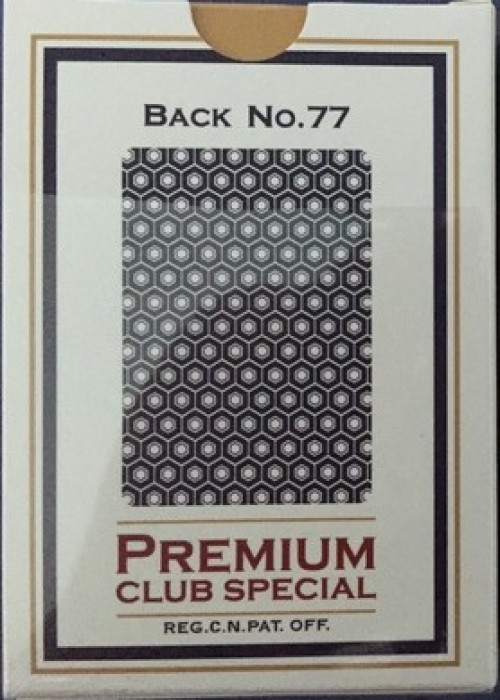 BACK No.77
PREMIUM
CLUB SPECIAL
REG.C.N.PAT. OFF.